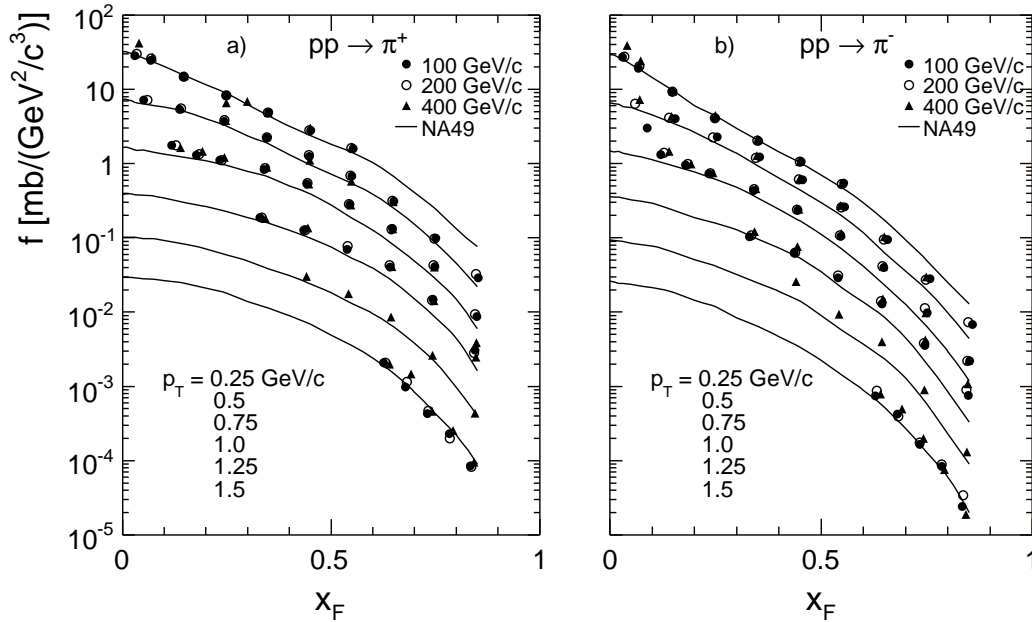 f [mb/(GeV²/c³)]
10²
10
1
10⁻¹
10⁻²
10⁻³
10⁻⁴
10⁻⁵
a) pp → π⁺
100 GeV/c
200 GeV/c
400 GeV/c
NA49
p_T = 0.25 GeV/c
0.5
0.75
1.0
1.25
1.5
0 0.5 1
x_F
b) pp → π⁻
100 GeV/c
200 GeV/c
400 GeV/c
NA49
p_T = 0.25 GeV/c
0.5
0.75
1.0
1.25
1.5
0 0.5 1
x_F